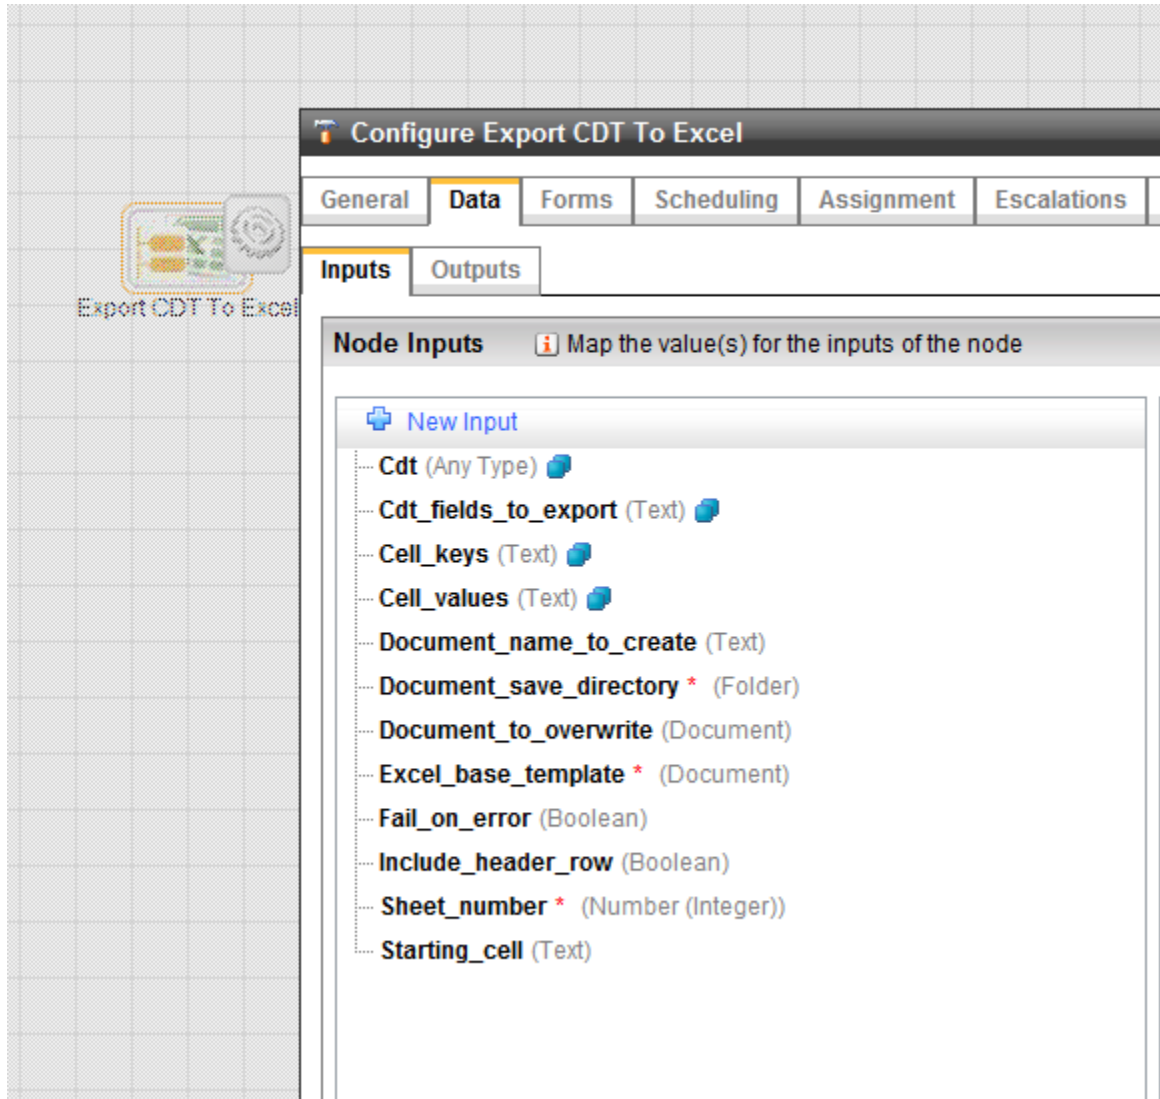 Configure Export CDT To Excel
General Data Forms Scheduling Assignment Escalations
Inputs Outputs
Export CDT To Excel
Node Inputs Map the value(s) for the inputs of the node
New Input
Cdt (Any Type)
Cdt_fields_to_export (Text)
Cell_keys (Text)
Cell_values (Text)
Document_name_to_create (Text)
Document_save_directory * (Folder)
Document_to_overwrite (Document)
Excel_base_template * (Document)
Fail_on_error (Boolean)
Include_header_row (Boolean)
Sheet_number * (Number (Integer))
Starting_cell (Text)